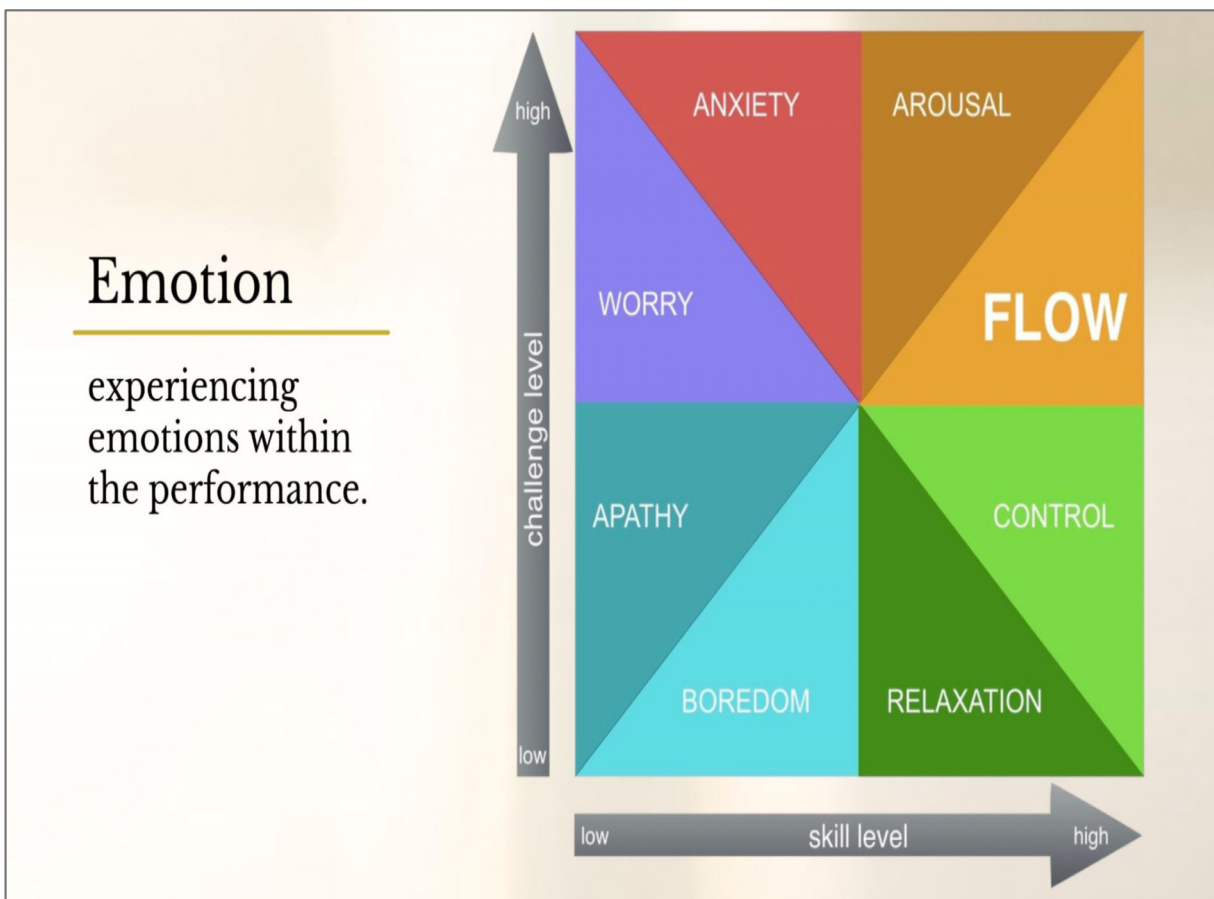 Emotion
experiencing
emotions within
the performance.
high
challenge level
low
ANXIETY
AROUSAL
WORRY
FLOW
APATHY
CONTROL
BOREDOM
RELAXATION
low
skill level
high